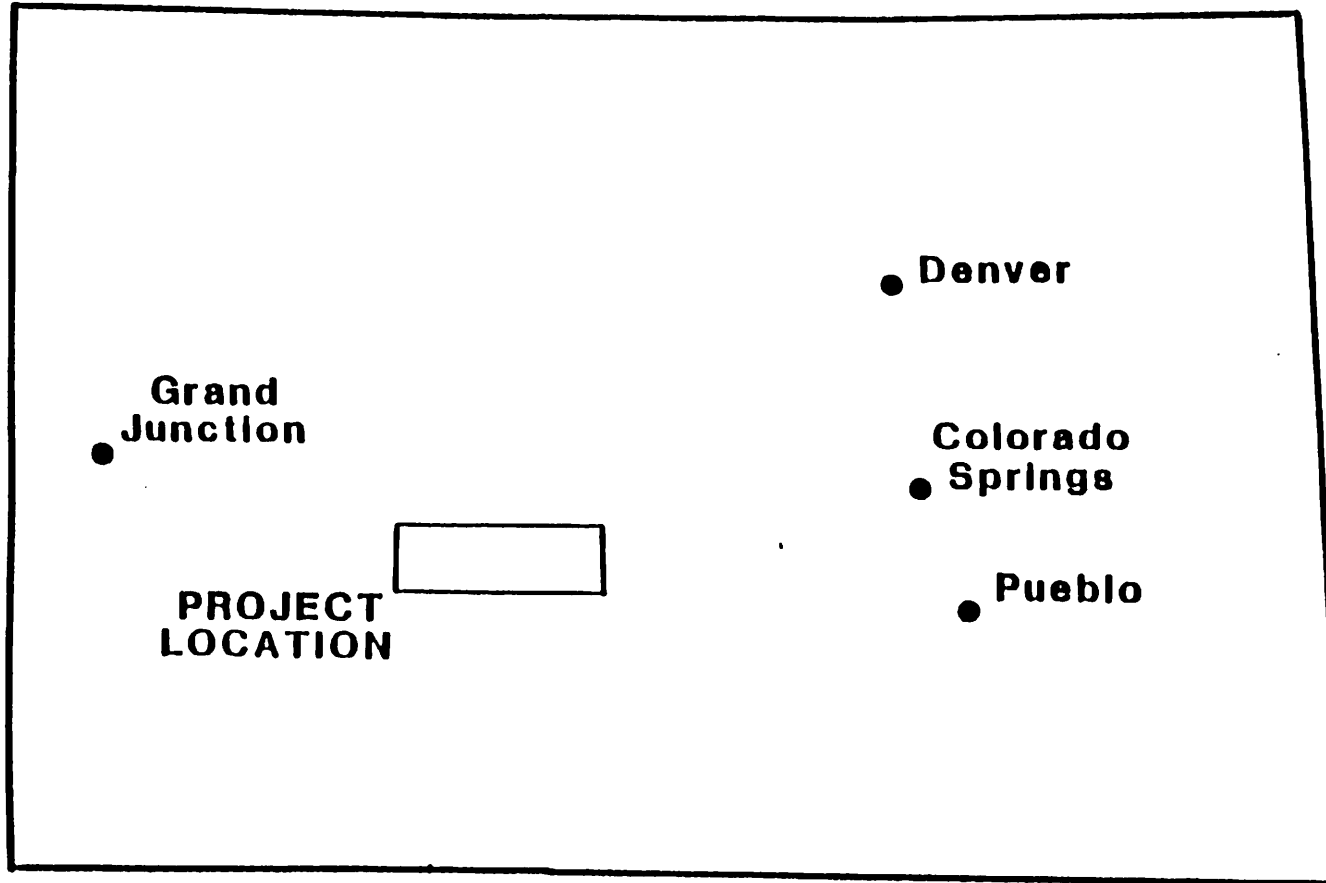 Denver
Grand
Junction
Colorado
Springs
Pueblo
PROJECT
LOCATION